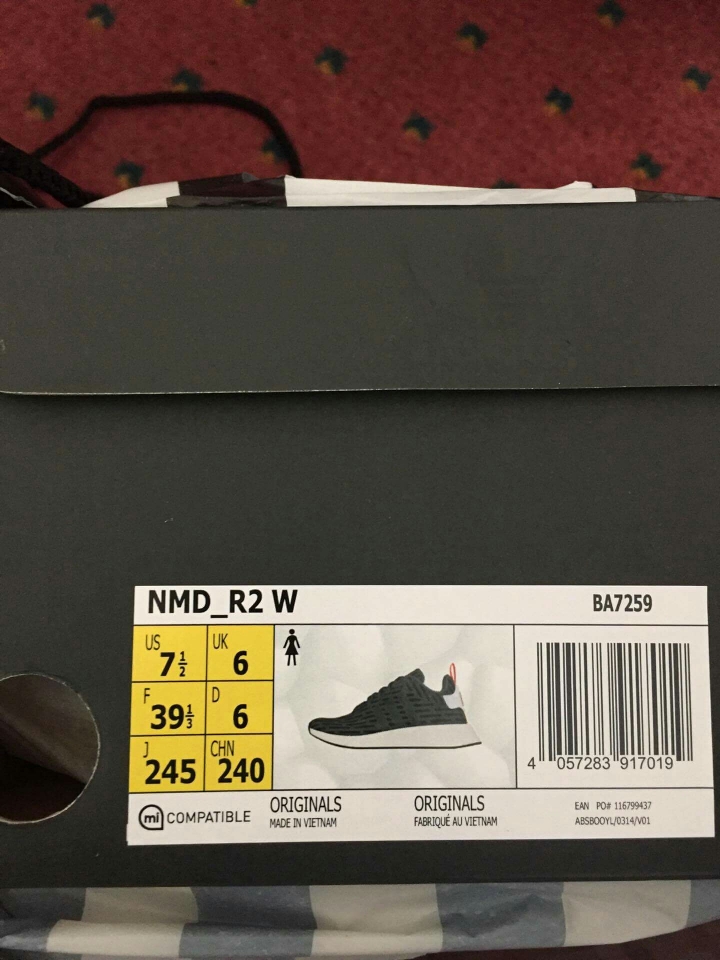 NMD_R2 W BA7259
US 7½ UK 6
F 39⅓ D 6
J 245 CHN 240
4 057283 917019
mi COMPATIBLE
ORIGINALS
MADE IN VIETNAM
ORIGINALS
FABRIQUÉ AU VIETNAM
EAN PO# 116799437
ABSBOOYL/0314/V01